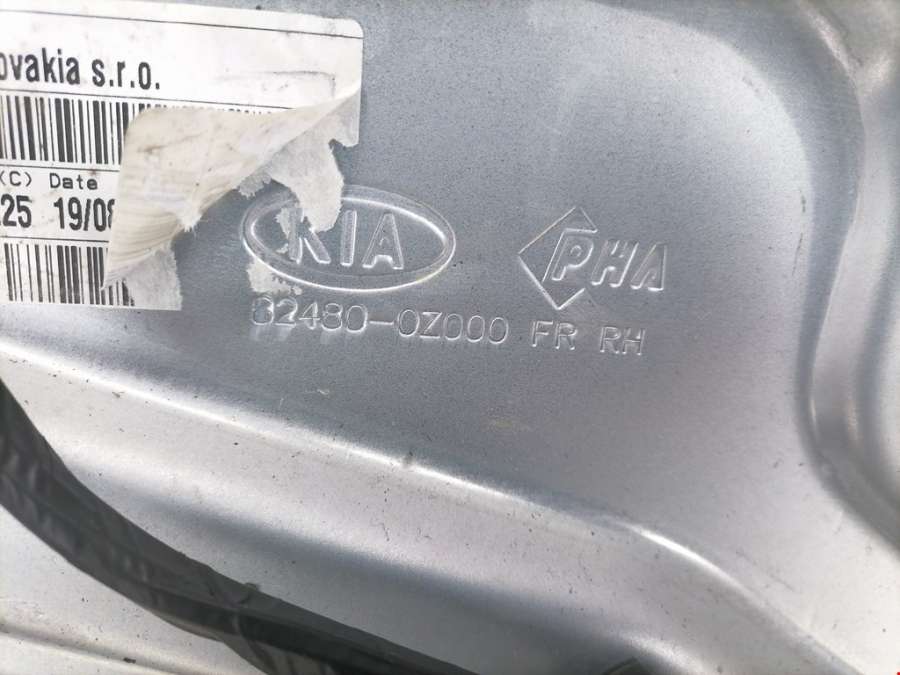 ovakia s.r.o.
(C) Date
25 19/08
KIA
PHA
82480-0Z000 FR RH